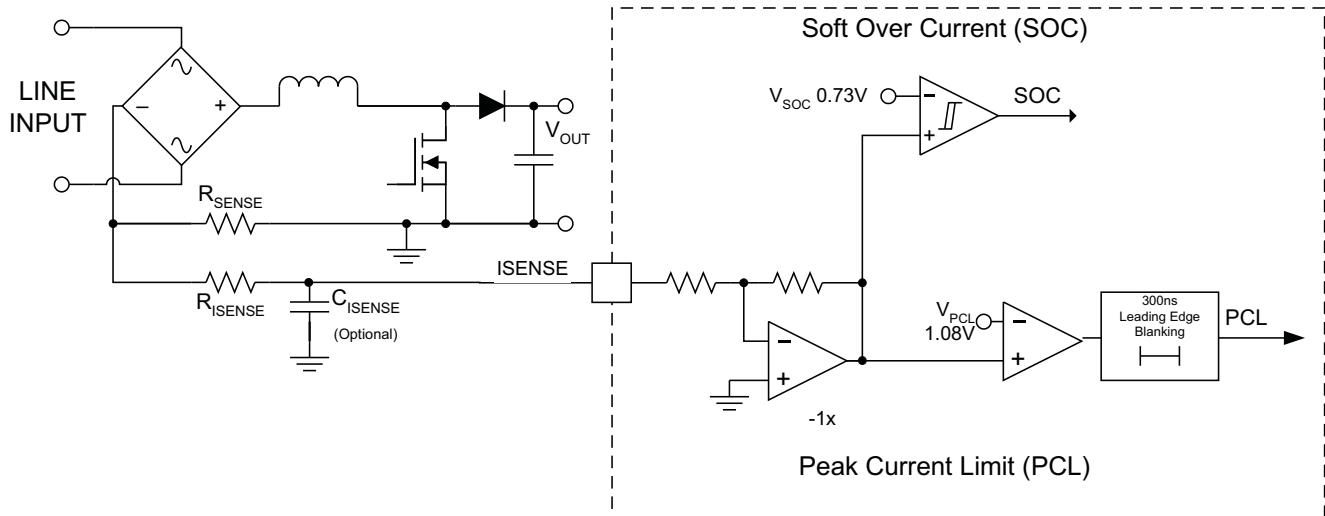 Soft Over Current (SOC)
LINE
INPUT
~
~
−
+
V_SOC 0.73V
−
+
SOC
V_OUT
R_SENSE
ISENSE
R_ISENSE
C_ISENSE
(Optional)
V_PCL
1.08V
−
+
300ns
Leading Edge
Blanking
PCL
−
+
-1x
Peak Current Limit (PCL)